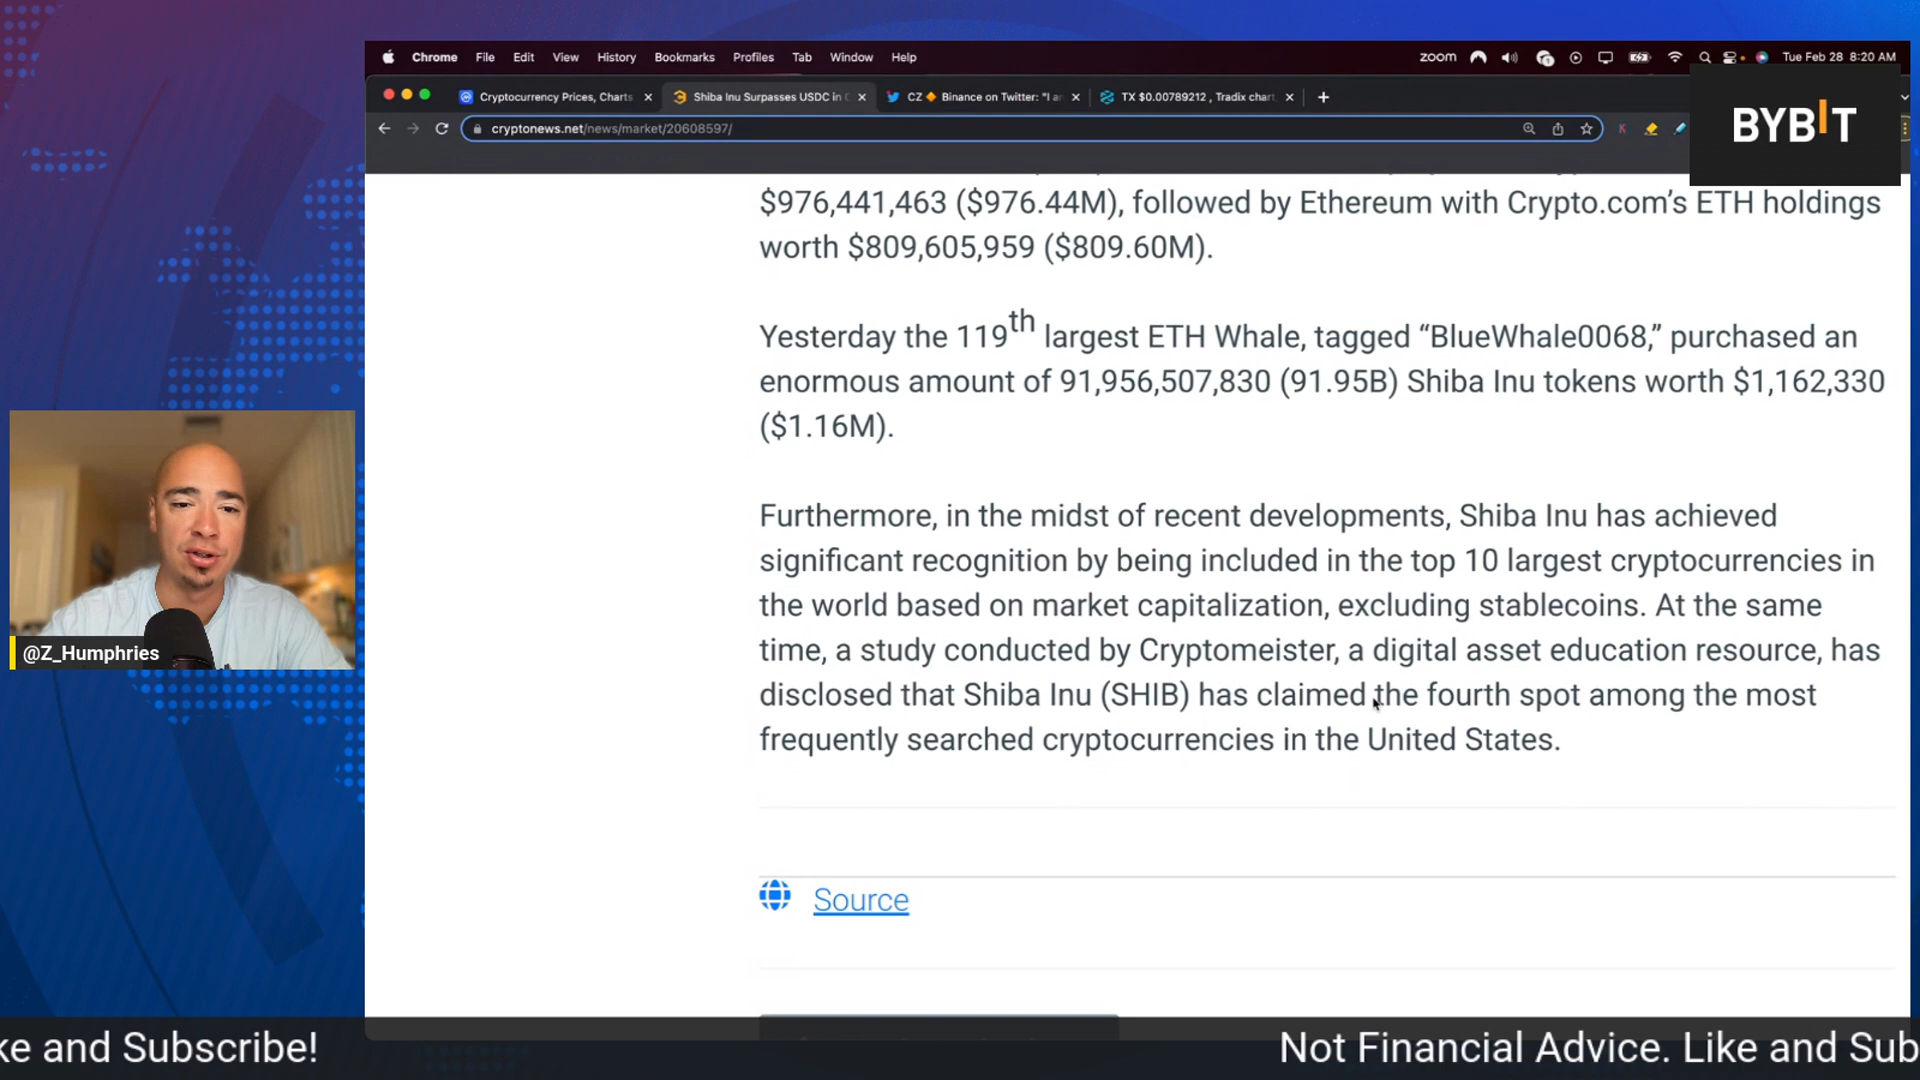 Chrome File Edit View History Bookmarks Profiles Tab Window Help zoom Tue Feb 28 8:20 AM
Cryptocurrency Prices, Charts Shiba Inu Surpasses USDC in CZ Binance on Twitter: "I TX $0.00789212 , Tradix chart
cryptonews.net/news/market/20608597/
BYBIT
$976,441,463 ($976.44M), followed by Ethereum with Crypto.com’s ETH holdings
worth $809,605,959 ($809.60M).
Yesterday the 119th largest ETH Whale, tagged “BlueWhale0068,” purchased an
enormous amount of 91,956,507,830 (91.95B) Shiba Inu tokens worth $1,162,330
($1.16M).
Furthermore, in the midst of recent developments, Shiba Inu has achieved
significant recognition by being included in the top 10 largest cryptocurrencies in
the world based on market capitalization, excluding stablecoins. At the same
time, a study conducted by Cryptomeister, a digital asset education resource, has
disclosed that Shiba Inu (SHIB) has claimed the fourth spot among the most
frequently searched cryptocurrencies in the United States.
Source
@Z_Humphries
ke and Subscribe!
Not Financial Advice. Like and Sub